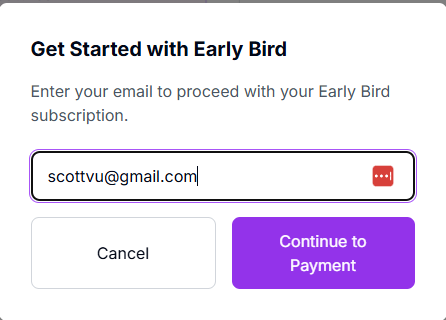 Get Started with Early Bird
Enter your email to proceed with your Early Bird
subscription.
scottvu@gmail.com
Cancel
Continue to
Payment